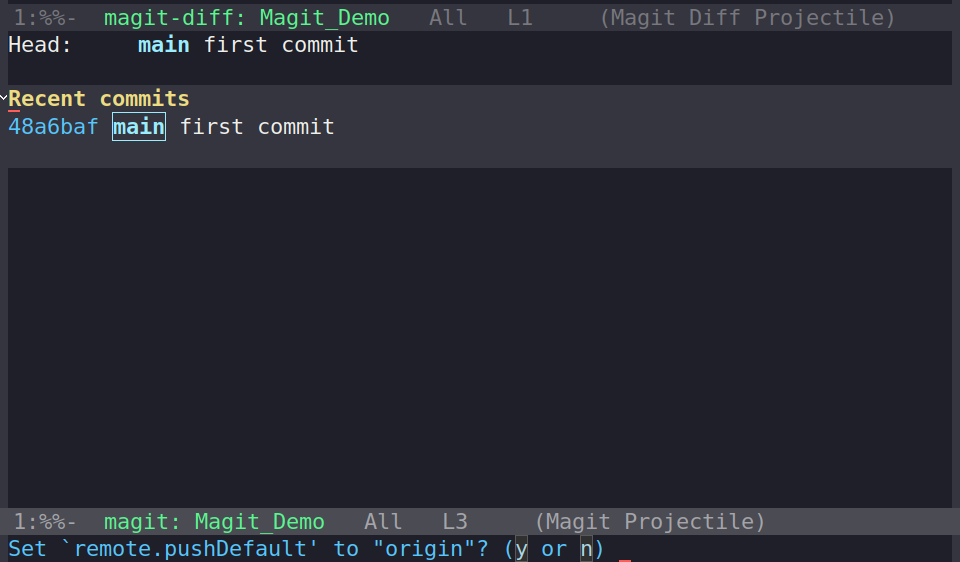 1:%%-  magit-diff: Magit_Demo   All   L1     (Magit Diff Projectile)
Head:     main first commit
Recent commits
48a6baf main first commit
1:%%-  magit: Magit_Demo   All   L3     (Magit Projectile)
Set `remote.pushDefault' to "origin"? (y or n)